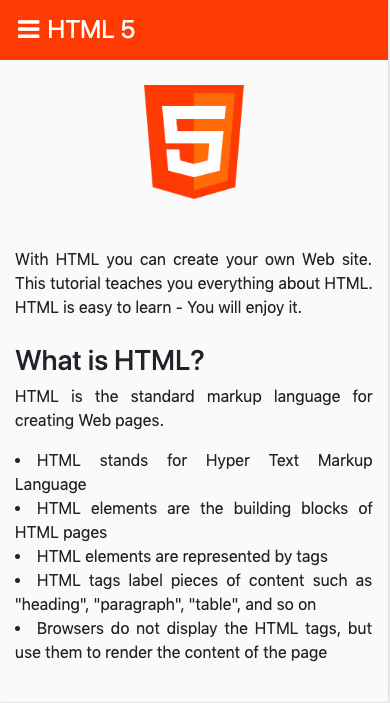 HTML 5
5
With HTML you can create your own Web site.
This tutorial teaches you everything about HTML.
HTML is easy to learn - You will enjoy it.
What is HTML?
HTML is the standard markup language for
creating Web pages.
• HTML stands for Hyper Text Markup
Language
• HTML elements are the building blocks of
HTML pages
• HTML elements are represented by tags
• HTML tags label pieces of content such as
"heading", "paragraph", "table", and so on
• Browsers do not display the HTML tags, but
use them to render the content of the page